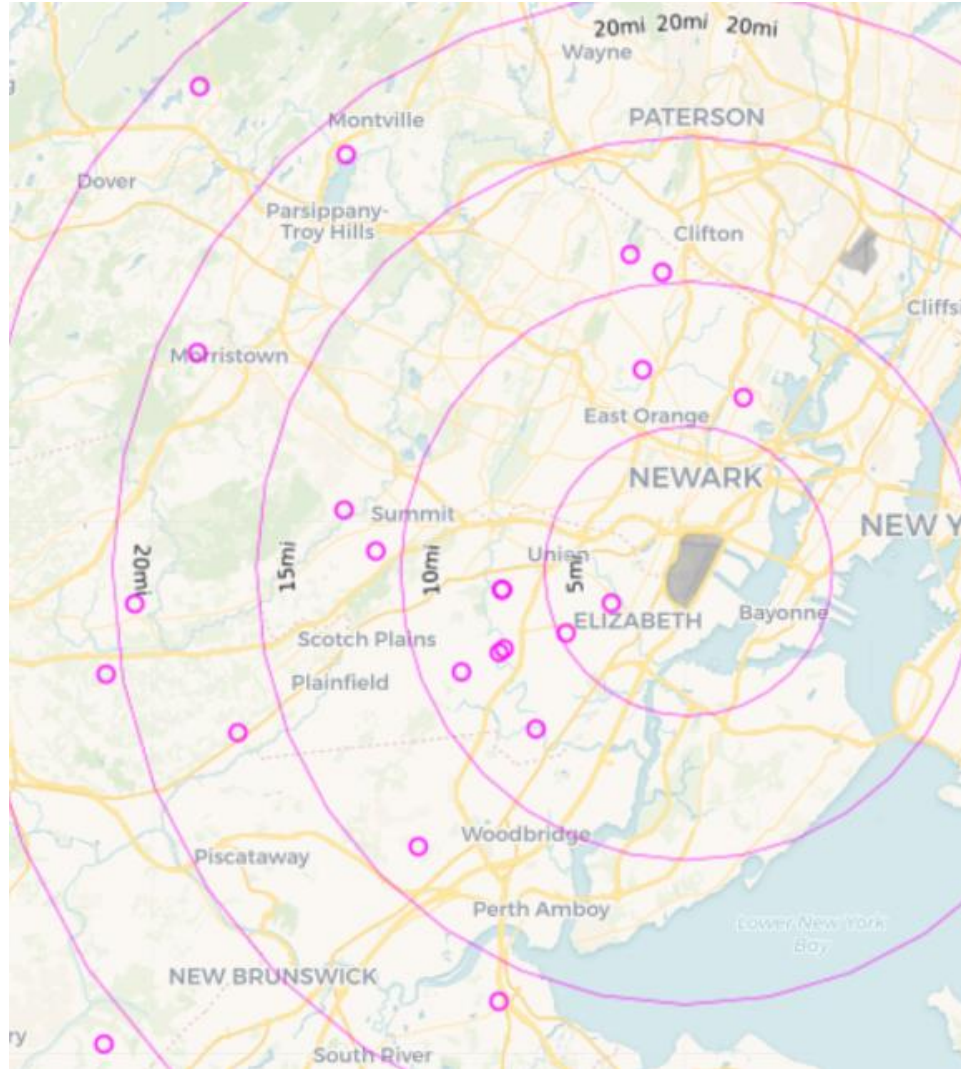 20mi 20mi 20mi
Wayne
PATERSON
Montville
Dover
Parsippany-
Troy Hills
Clifton
Cliffsi
Morristown
East Orange
NEWARK
Summit
NEW Y
Union
20mi
15mi
10mi
5mi
Bayonne
ELIZABETH
Scotch Plains
Plainfield
Woodbridge
Piscataway
Perth Amboy
Lower New York
Bay
NEW BRUNSWICK
ry
South River